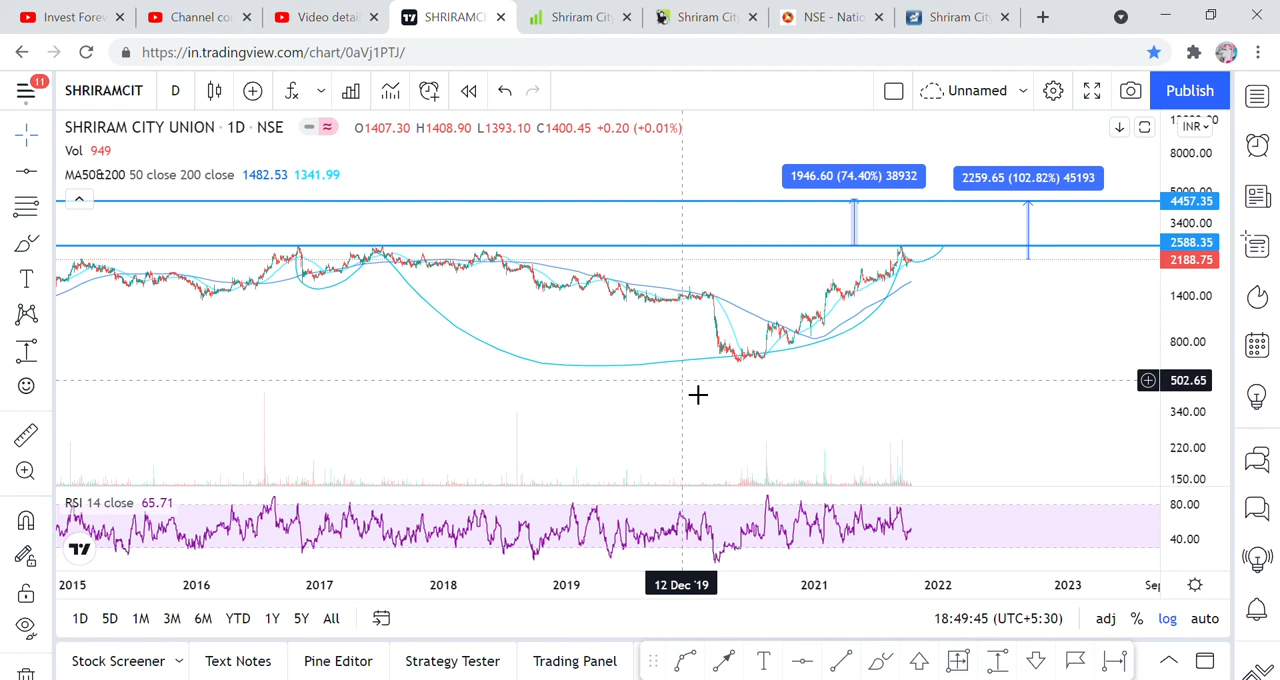 Invest Forex
Channel co
Video detai
SHRIRAMC
Shriram City
Shriram City
NSE - Natio
Shriram City
https://in.tradingview.com/chart/0aVj1PTJ/
11
SHRIRAMCIT
D
Unnamed
Publish
SHRIRAM CITY UNION · 1D · NSE
O1407.30 H1408.90 L1393.10 C1400.45 +0.20 (+0.01%)
INR
Vol 949
8000.00
MA50&200 50 close 200 close 1482.53 1341.99
1946.60 (74.40%) 38932
2259.65 (102.82%) 45193
5000.00
4457.35
3400.00
2588.35
2188.75
1400.00
800.00
502.65
340.00
220.00
150.00
RSI 14 close 65.71
80.00
40.00
2015
2016
2017
2018
2019
12 Dec '19
2021
2022
2023
Sep
1D
5D
1M
3M
6M
YTD
1Y
5Y
All
18:49:45 (UTC+5:30)
adj
%
log
auto
Stock Screener
Text Notes
Pine Editor
Strategy Tester
Trading Panel